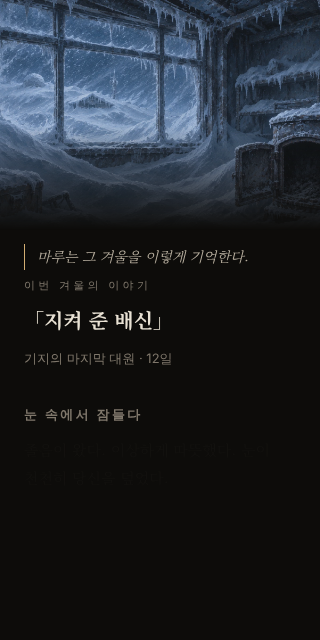 마루는 그 겨울을 이렇게 기억한다.
이번 겨울의 이야기
「지켜 준 배신」
기지의 마지막 대원 · 12일
눈 속에서 잠들다